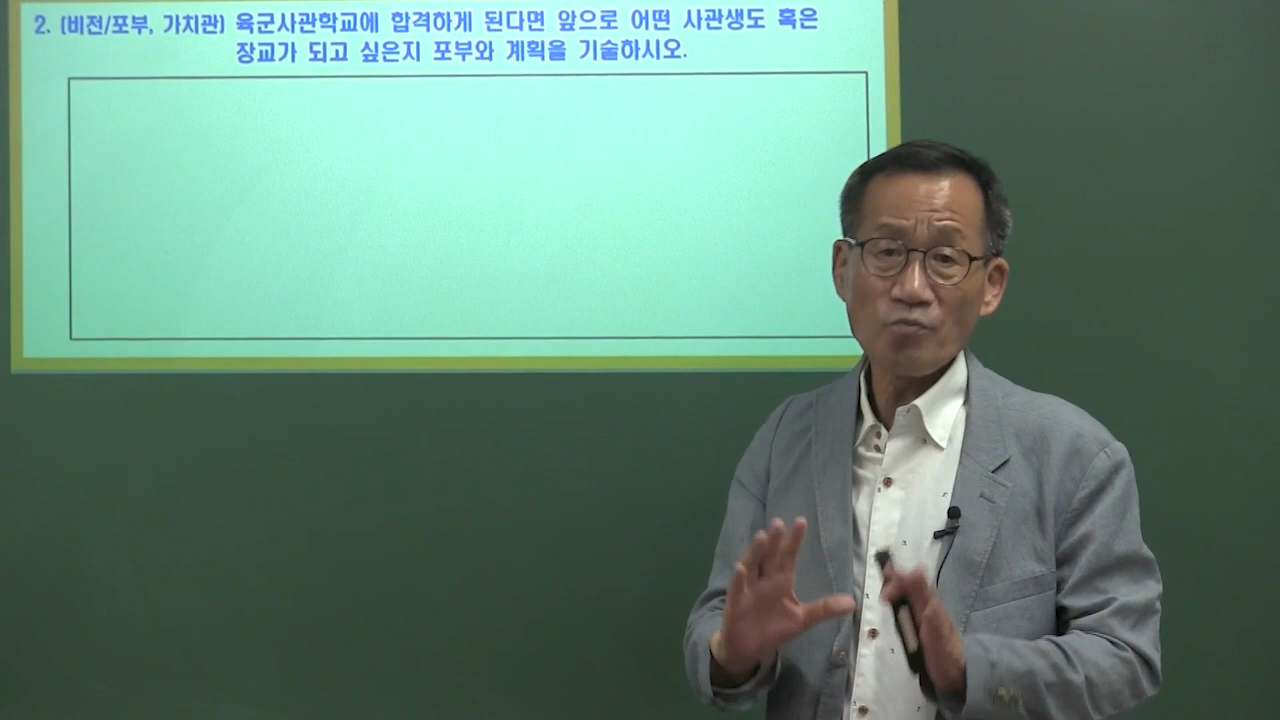 2. (비전/포부, 가치관) 육군사관학교에 합격하게 된다면 앞으로 어떤 사관생도 혹은
장교가 되고 싶은지 포부와 계획을 기술하시오.